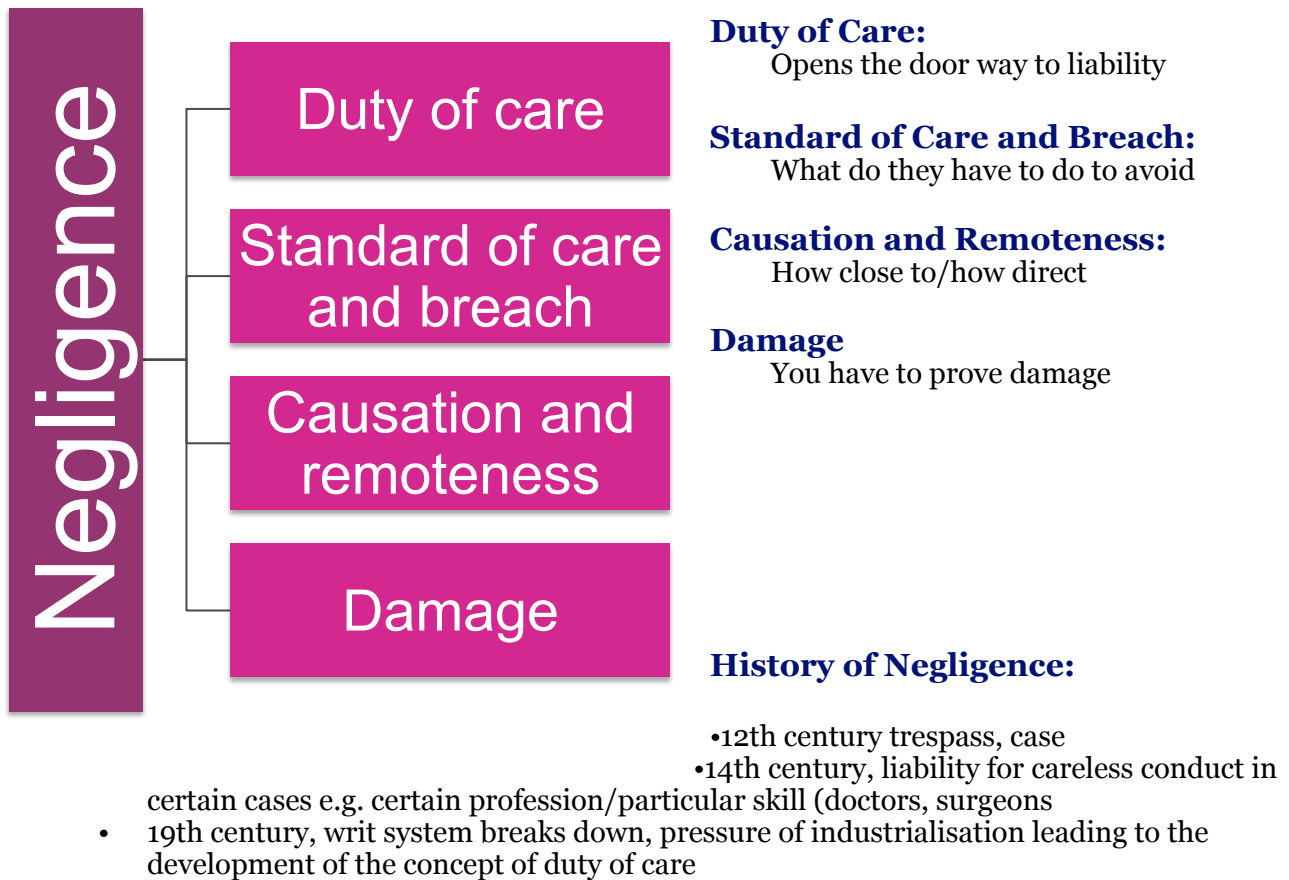 Negligence
Duty of care
Standard of care
and breach
Causation and
remoteness
Damage
Duty of Care:
Opens the door way to liability
Standard of Care and Breach:
What do they have to do to avoid
Causation and Remoteness:
How close to/how direct
Damage
You have to prove damage
History of Negligence:
•12th century trespass, case
•14th century, liability for careless conduct in
certain cases e.g. certain profession/particular skill (doctors, surgeons
• 19th century, writ system breaks down, pressure of industrialisation leading to the
development of the concept of duty of care